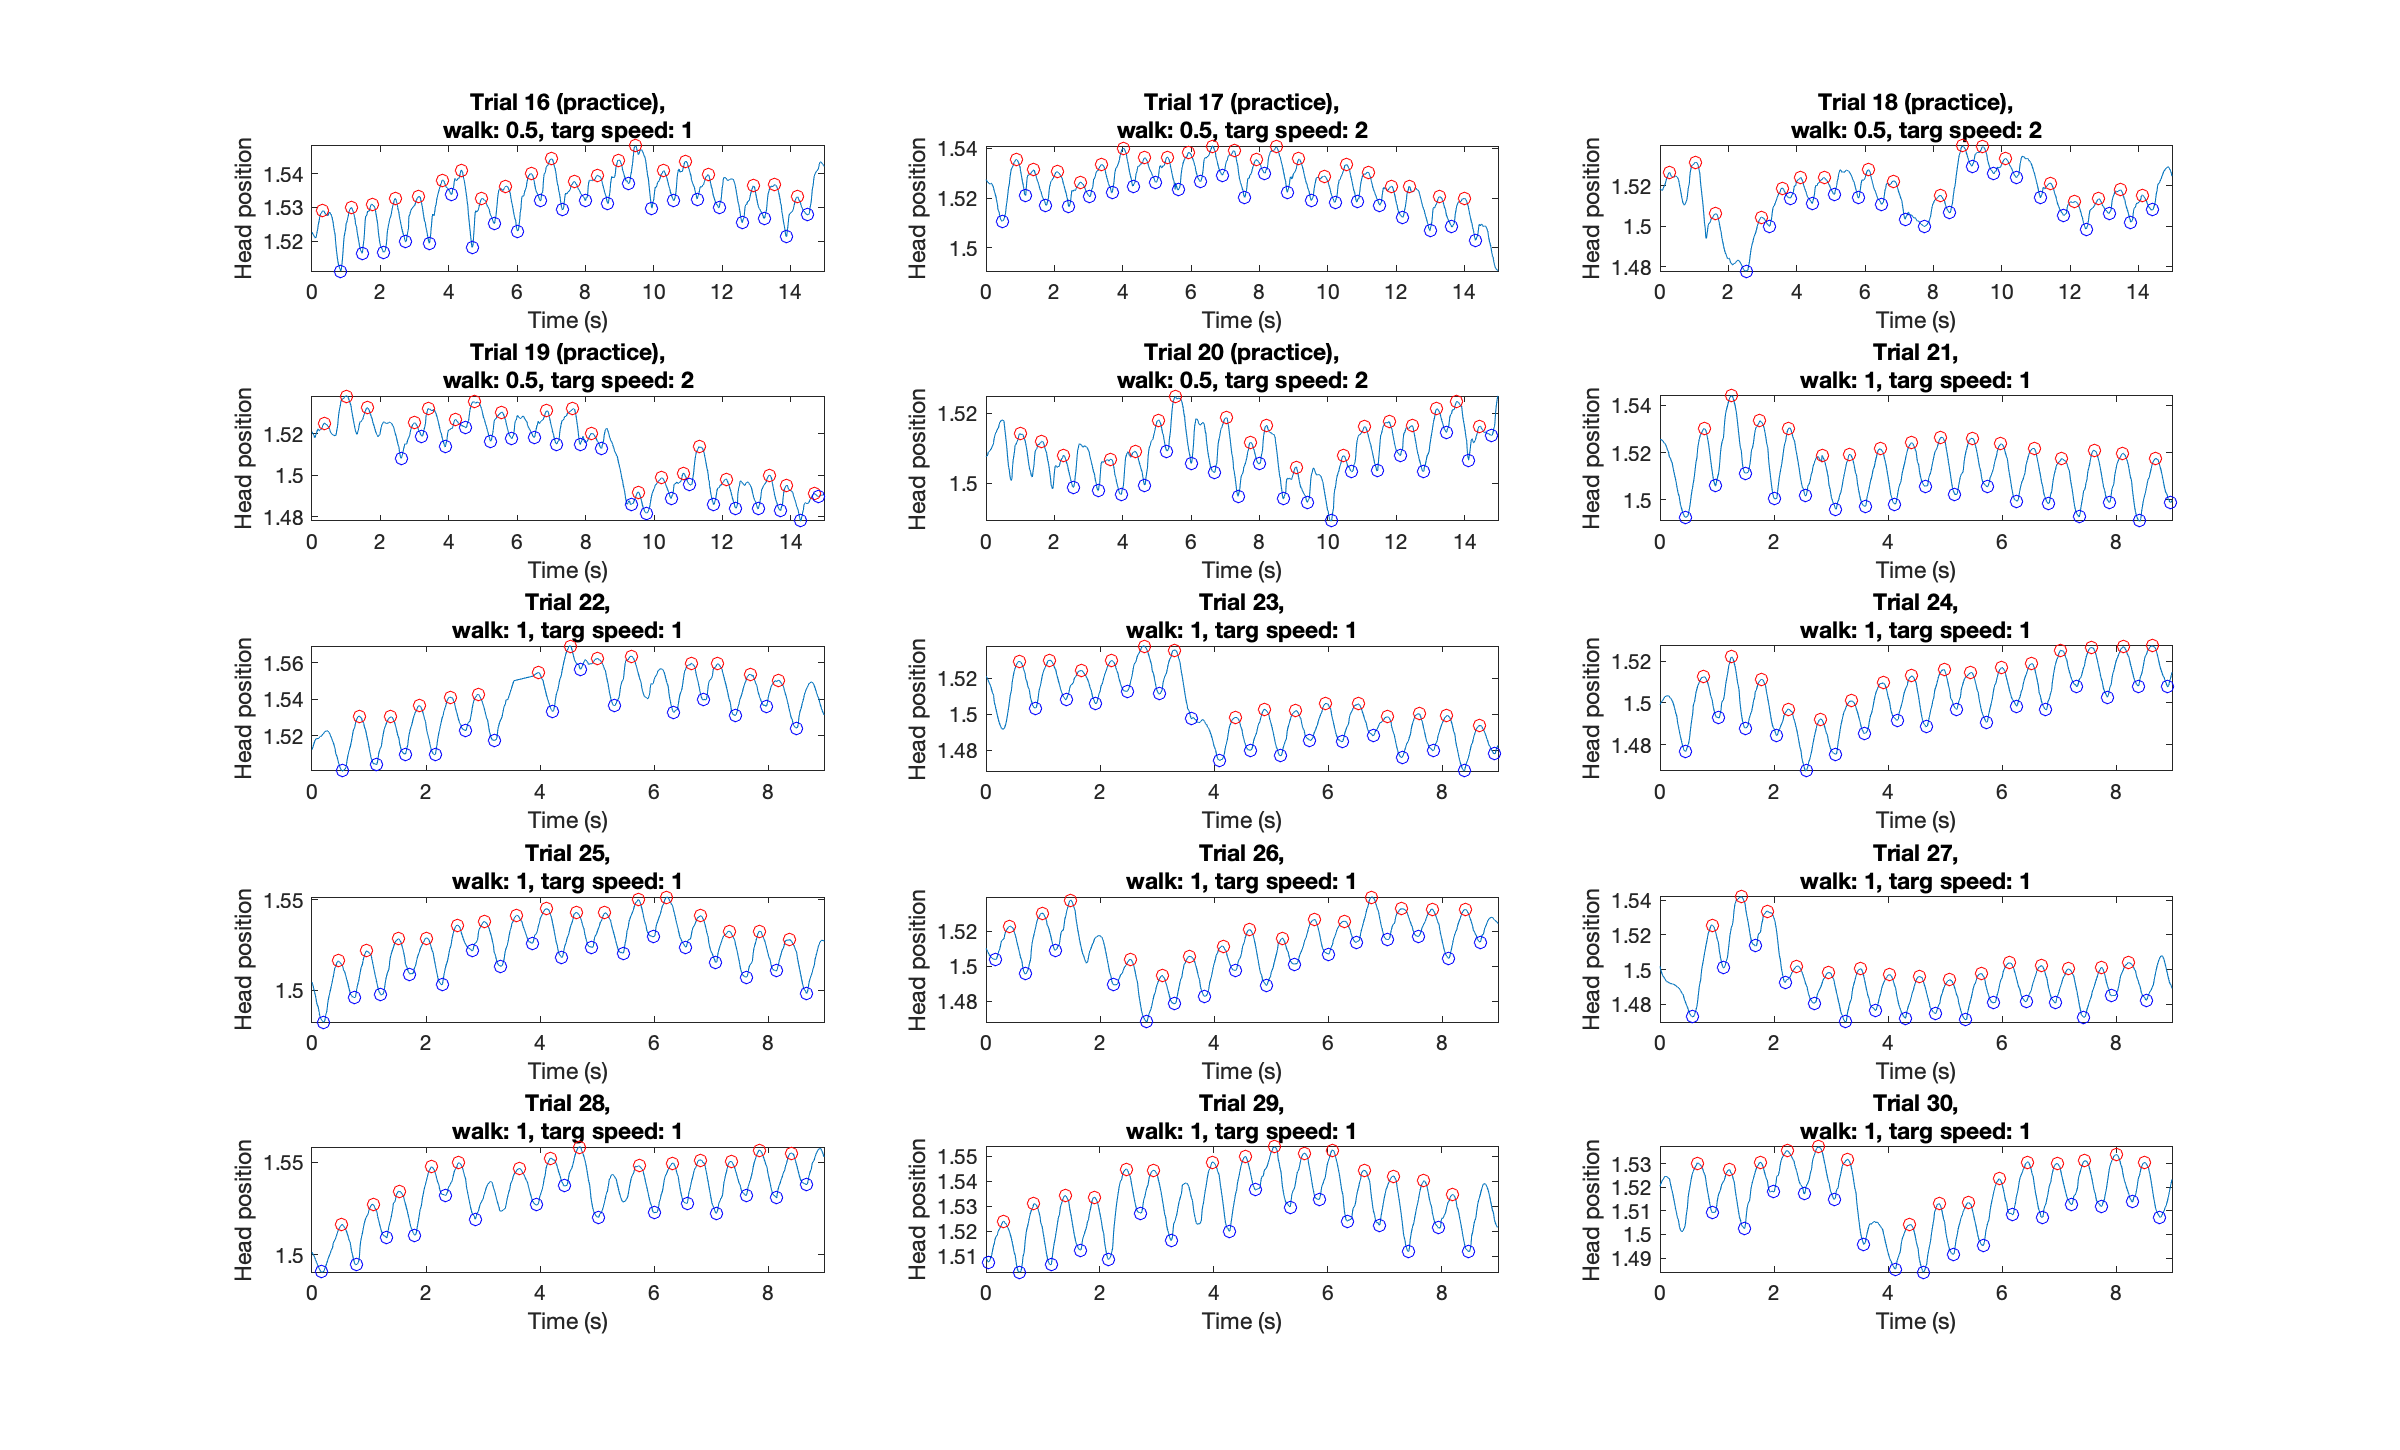 Trial 16 (practice),
walk: 0.5, targ speed: 1
Head position
1.54
1.53
1.52
0 2 4 6 8 10 12 14
Time (s)
Trial 17 (practice),
walk: 0.5, targ speed: 2
Head position
1.54
1.52
1.5
0 2 4 6 8 10 12 14
Time (s)
Trial 18 (practice),
walk: 0.5, targ speed: 2
Head position
1.52
1.5
1.48
0 2 4 6 8 10 12 14
Time (s)
Trial 19 (practice),
walk: 0.5, targ speed: 2
Head position
1.52
1.5
1.48
0 2 4 6 8 10 12 14
Time (s)
Trial 20 (practice),
walk: 0.5, targ speed: 2
Head position
1.52
1.5
0 2 4 6 8 10 12 14
Time (s)
Trial 21,
walk: 1, targ speed: 1
Head position
1.54
1.52
1.5
0 2 4 6 8
Time (s)
Trial 22,
walk: 1, targ speed: 1
Head position
1.56
1.54
1.52
0 2 4 6 8
Time (s)
Trial 23,
walk: 1, targ speed: 1
Head position
1.52
1.5
1.48
0 2 4 6 8
Time (s)
Trial 24,
walk: 1, targ speed: 1
Head position
1.52
1.5
1.48
0 2 4 6 8
Time (s)
Trial 25,
walk: 1, targ speed: 1
Head position
1.55
1.5
0 2 4 6 8
Time (s)
Trial 26,
walk: 1, targ speed: 1
Head position
1.52
1.5
1.48
0 2 4 6 8
Time (s)
Trial 27,
walk: 1, targ speed: 1
Head position
1.54
1.52
1.5
1.48
0 2 4 6 8
Time (s)
Trial 28,
walk: 1, targ speed: 1
Head position
1.55
1.5
0 2 4 6 8
Time (s)
Trial 29,
walk: 1, targ speed: 1
Head position
1.55
1.54
1.53
1.52
1.51
0 2 4 6 8
Time (s)
Trial 30,
walk: 1, targ speed: 1
Head position
1.53
1.52
1.51
1.5
1.49
0 2 4 6 8
Time (s)